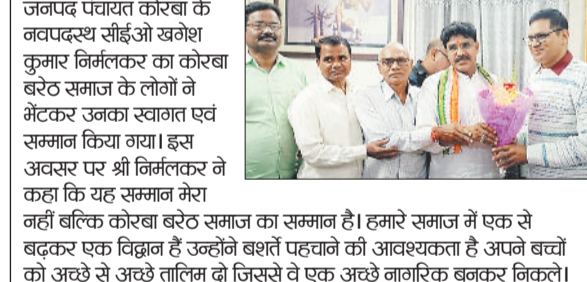 जनपद पंचायत कोरबा के
नवपदस्थ सीईओ खगेश
कुमार निर्मलकर का कोरबा
बरेठ समाज के लोगों ने
भेंटकर उनका स्वागत एवं
सम्मान किया गया। इस
अवसर पर श्री निर्मलकर ने
कहा कि यह सम्मान मेरा
नहीं बल्कि कोरबा बरेठ समाज का सम्मान है। हमारे समाज में एक से
बढ़कर एक विद्वान हैं उन्होंने बशर्ते पहचाने की आवश्यकता है अपने बच्चों
को अच्छे से अच्छे तालिम दो जिससे वे एक अच्छे नागरिक बनकर निकले।